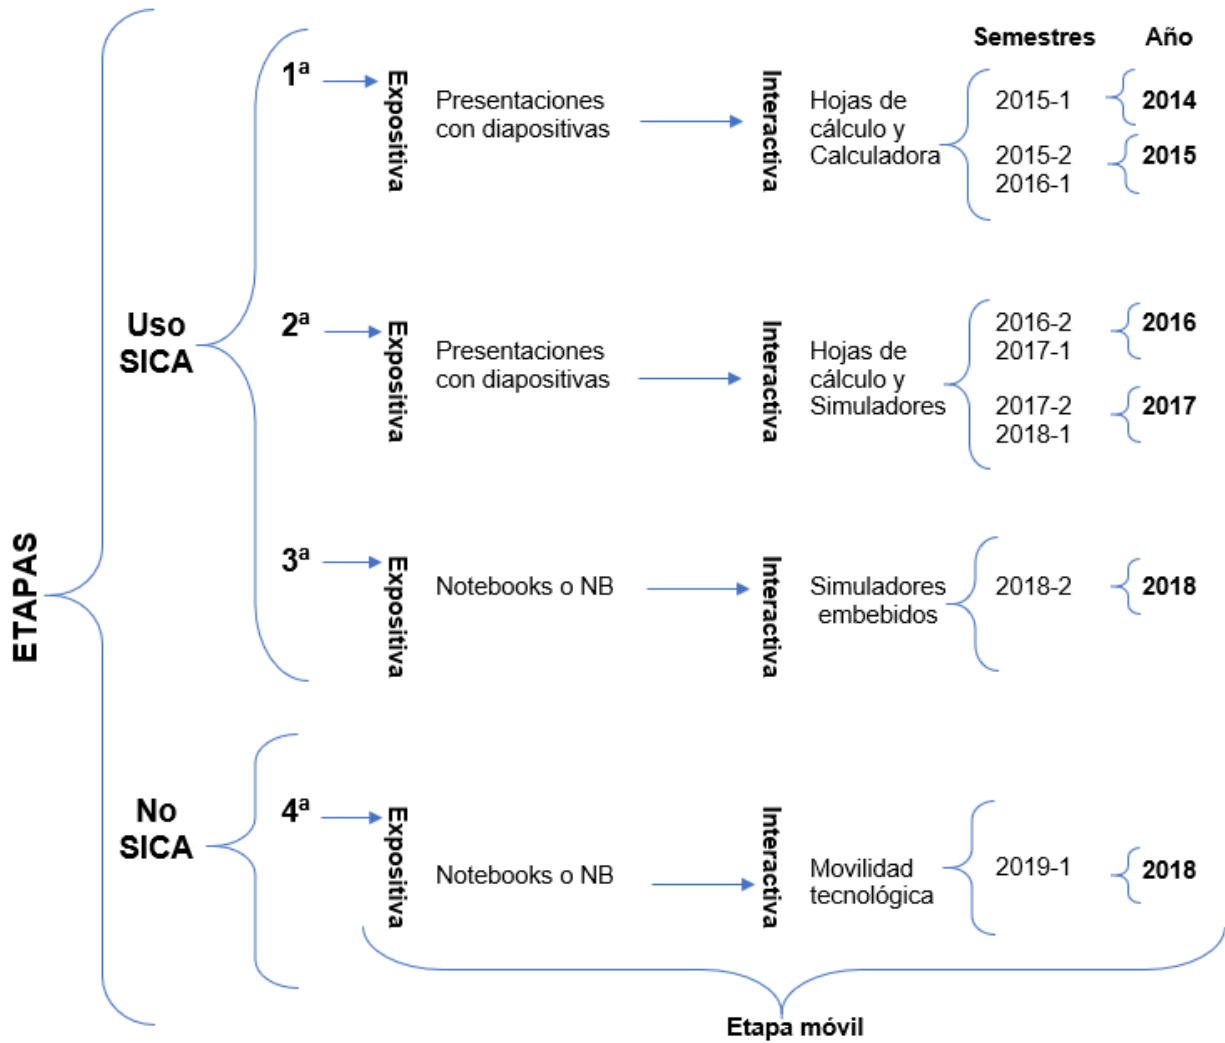 Semestres Año
1ª
Expositiva
Presentaciones
con diapositivas
Interactiva
Hojas de
cálculo y
Calculadora
2015-1
2014
2015-2
2016-1
2015
Uso
SICA
2ª
Expositiva
Presentaciones
con diapositivas
Interactiva
Hojas de
cálculo y
Simuladores
2016-2
2017-1
2016
2017-2
2018-1
2017
ETAPAS
3ª
Expositiva
Notebooks o NB
Interactiva
Simuladores
embebidos
2018-2
2018
No
SICA
4ª
Expositiva
Notebooks o NB
Interactiva
Movilidad
tecnológica
2019-1
2018
Etapa móvil